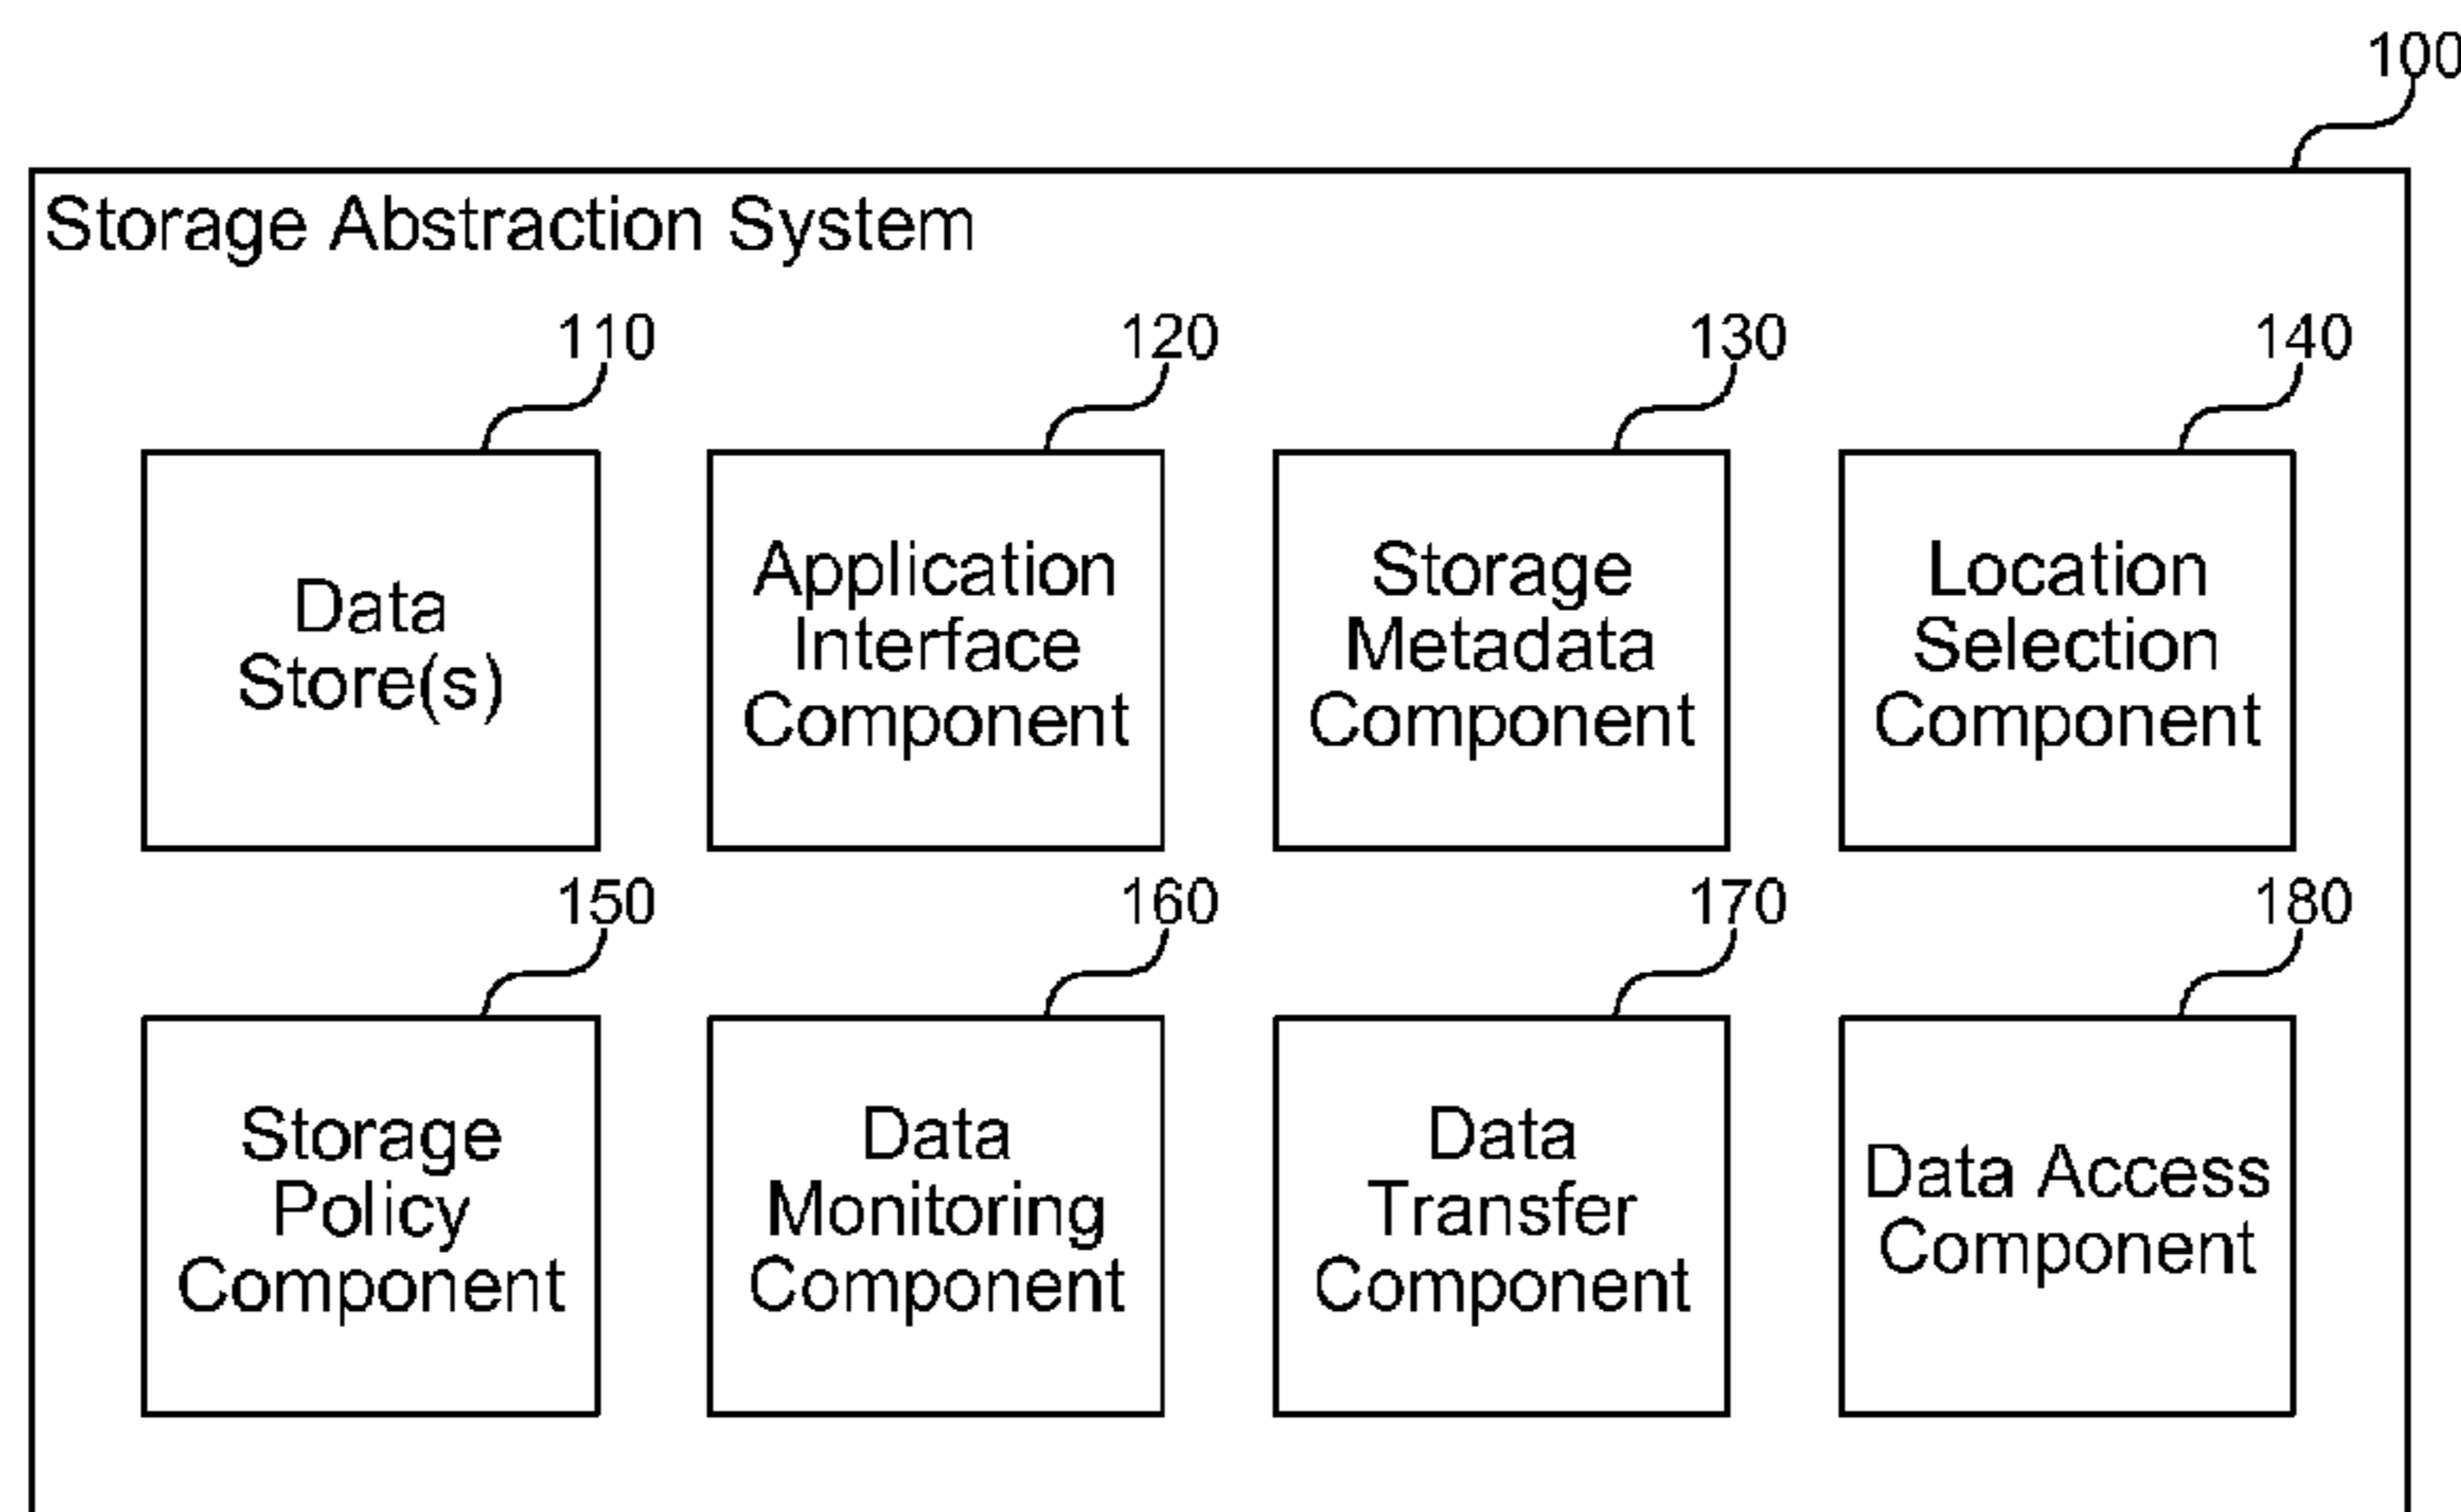 100
Storage Abstraction System
110
120
130
140
Data
Store(s)
Application
Interface
Component
Storage
Metadata
Component
Location
Selection
Component
150
160
170
180
Storage
Policy
Component
Data
Monitoring
Component
Data
Transfer
Component
Data Access
Component